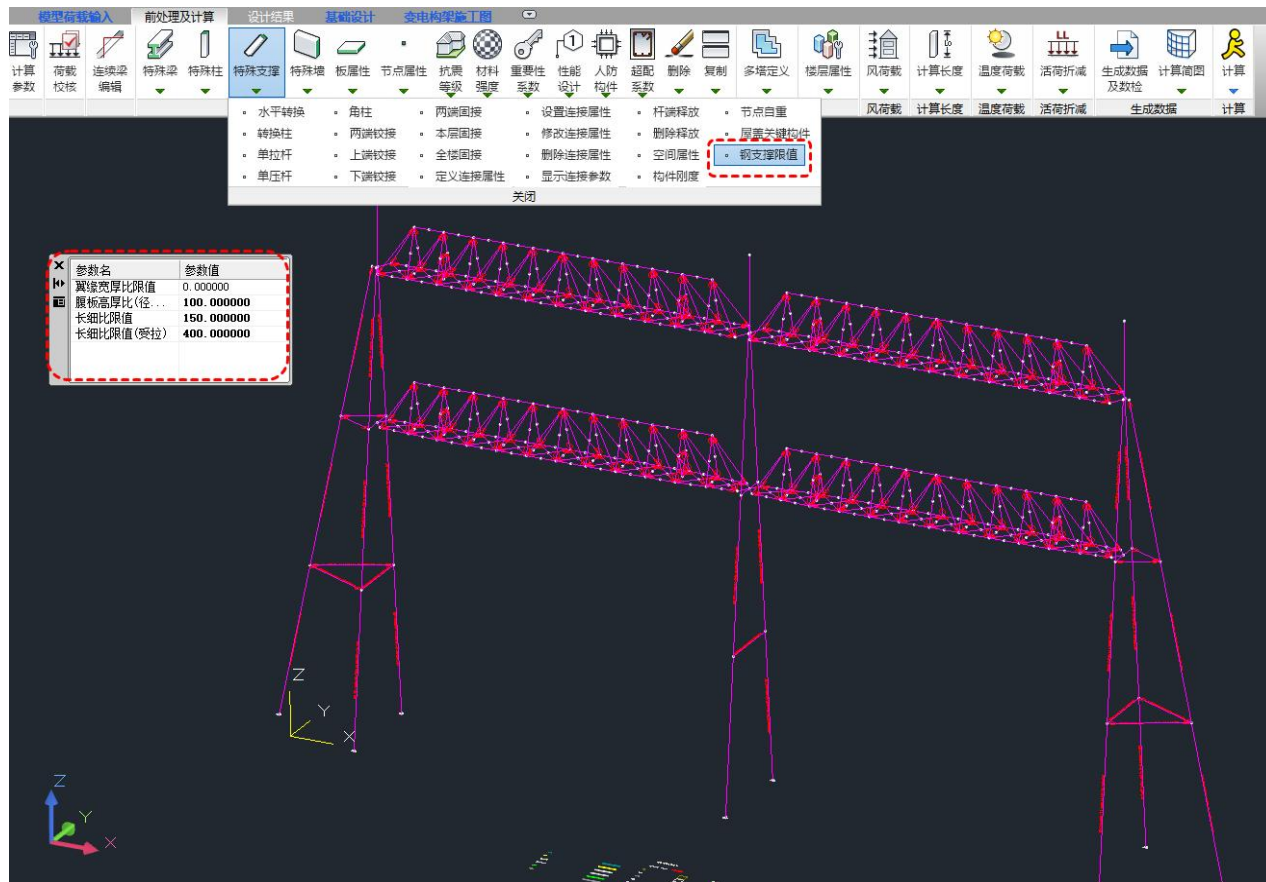 模型荷载输入 前处理及计算 设计结果 基础设计 变电构架施工图
计算参数 荷载校核 连续梁编辑 特殊梁 特殊柱 特殊支撑 特殊墙 板属性 节点属性 抗震等级 材料强度 重要性系数 性能设计 人防构件 超配系数 删除 复制 多塔定义 楼层属性 风荷载 计算长度 温度荷载 活荷折减 生成数据及数检 计算简图 计算
风荷载 计算长度 温度荷载 活荷折减 生成数据 计算
水平转换 角柱 两端固接 设置连接属性 杆端释放 节点自重
转换柱 两端铰接 本层固接 修改连接属性 删除释放 屋盖关键构件
单拉杆 上端铰接 全楼固接 删除连接属性 空间属性 钢支撑限值
单压杆 下端铰接 定义连接属性 显示连接参数 构件刚度
关闭
参数名 参数值
翼缘宽厚比限值 0.000000
腹板高厚比(径... 100.000000
长细比限值 150.000000
长细比限值(受拉) 400.000000
Z
Y
X
Z
Y
X